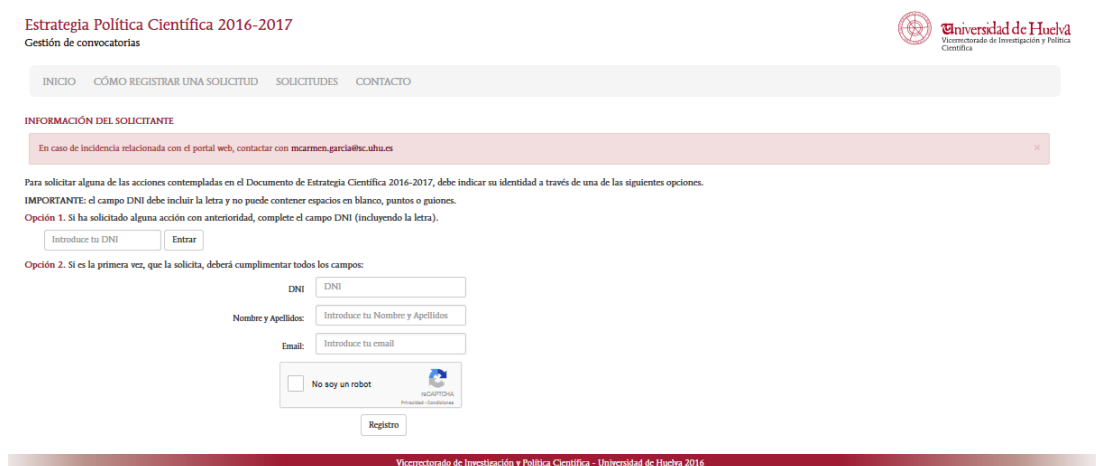 Estrategia Política Científica 2016-2017
Gestión de convocatorias
Universidad de Huelva
Vicerrectorado de Investigación y Política
Científica
INICIO CÓMO REGISTRAR UNA SOLICITUD SOLICITUDES CONTACTO
INFORMACIÓN DEL SOLICITANTE
En caso de incidencia relacionada con el portal web, contactar con mcarmen.garcia@sc.uhu.es ×
Para solicitar alguna de las acciones contempladas en el Documento de Estrategia Científica 2016-2017, debe indicar su identidad a través de una de las siguientes opciones.
IMPORTANTE: el campo DNI debe incluir la letra y no puede contener espacios en blanco, puntos o guiones.
Opción 1. Si ha solicitado alguna acción con anterioridad, complete el campo DNI (incluyendo la letra).
Introduce tu DNI Entrar
Opción 2. Si es la primera vez, que la solicita, deberá cumplimentar todos los campos:
DNI DNI
Nombre y Apellidos: Introduce tu Nombre y Apellidos
Email: Introduce tu email
No soy un robot
reCAPTCHA
Privacidad - Condiciones
Registro
Vicerrectorado de Investigación y Política Científica - Universidad de Huelva 2016